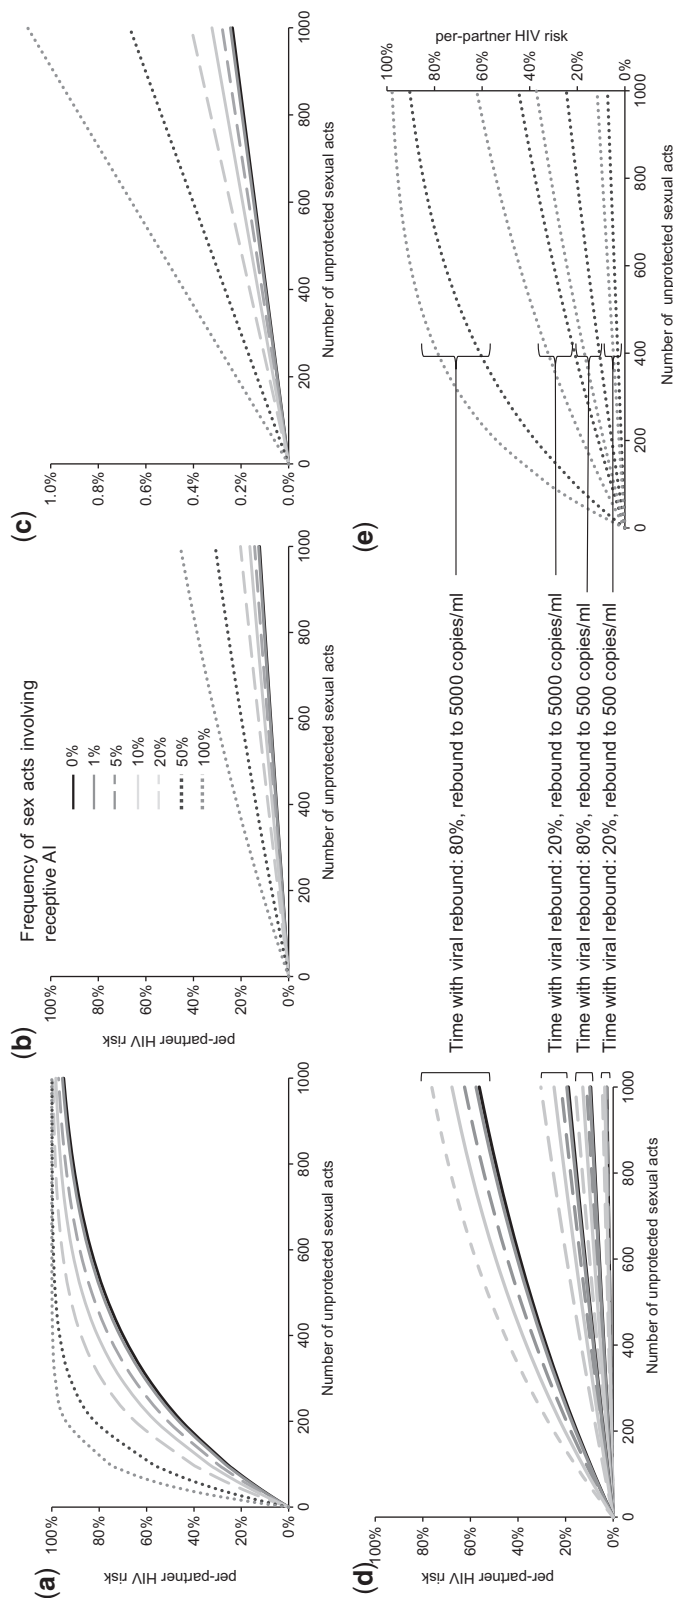 (a)
per-partner HIV risk
100%
80%
60%
40%
20%
0%
0 200 400 600 800 1000
Number of unprotected sexual acts
(b)
per-partner HIV risk
100%
80%
60%
40%
20%
0%
0 200 400 600 800 1000
Number of unprotected sexual acts
Frequency of sex acts involving
receptive AI
0%
1%
5%
10%
20%
50%
100%
(c)
1.0%
0.8%
0.6%
0.4%
0.2%
0.0%
0 200 400 600 800 1000
Number of unprotected sexual acts
(d)
per-partner HIV risk
100%
80%
60%
40%
20%
0%
0 200 400 600 800 1000
Number of unprotected sexual acts
Time with viral rebound: 80%, rebound to 5000 copies/ml
Time with viral rebound: 20%, rebound to 5000 copies/ml
Time with viral rebound: 80%, rebound to 500 copies/ml
Time with viral rebound: 20%, rebound to 500 copies/ml
(e)
per-partner HIV risk
100%
80%
60%
40%
20%
0%
0 200 400 600 800 1000
Number of unprotected sexual acts